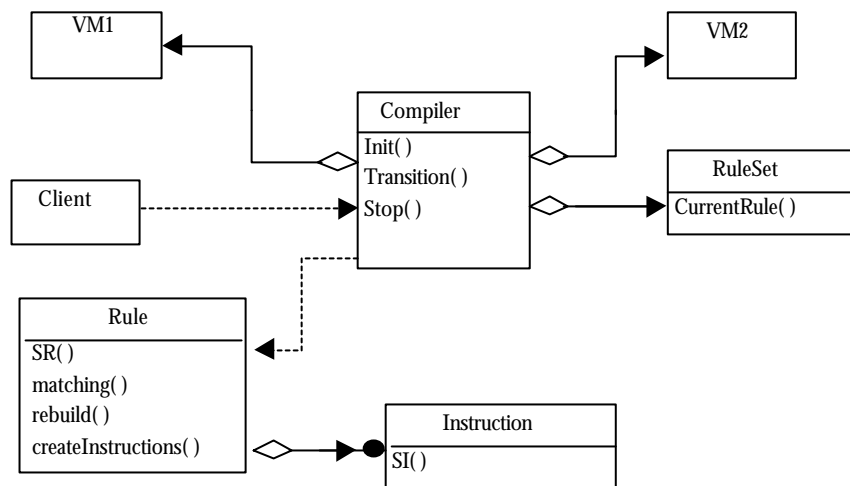 VM1
VM2
Compiler
Init( )
Transition( )
Stop( )
RuleSet
CurrentRule( )
Client
Rule
SR( )
matching( )
rebuild( )
createInstructions( )
Instruction
SI( )